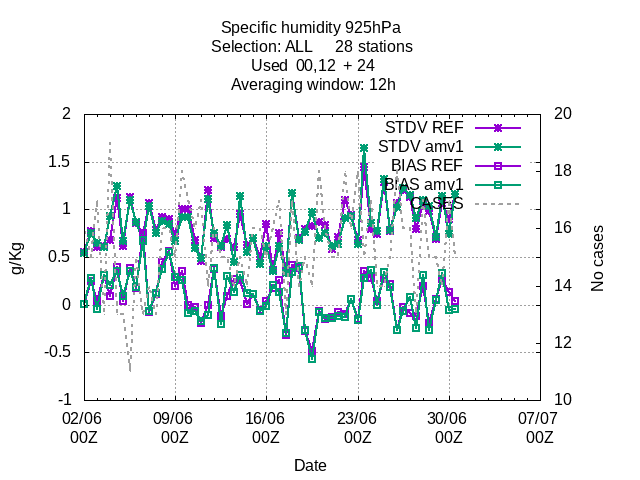 Specific humidity 925hPa
Selection: ALL 28 stations
Used 00,12 + 24
Averaging window: 12h
STDV REF
STDV amv1
BIAS REF
BIAS amv1
CASES
2
1.5
1
0.5
0
-0.5
-1
g/Kg
20
18
16
14
12
10
No cases
02/06 09/06 16/06 23/06 30/06 07/07
00Z 00Z 00Z 00Z 00Z 00Z
Date